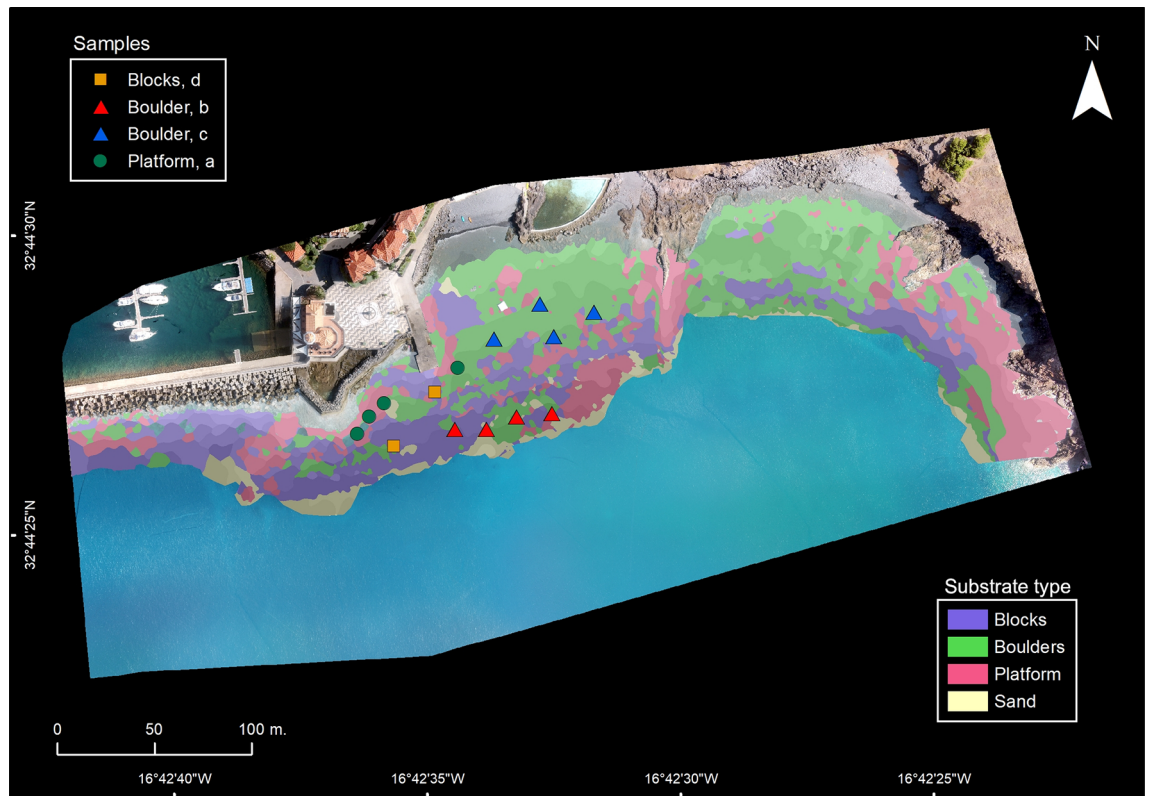 Samples
Blocks, d
Boulder, b
Boulder, c
Platform, a
N
32°44'30"N
32°44'25"N
Substrate type
Blocks
Boulders
Platform
Sand
0 50 100 m.
16°42'40"W 16°42'35"W 16°42'30"W 16°42'25"W